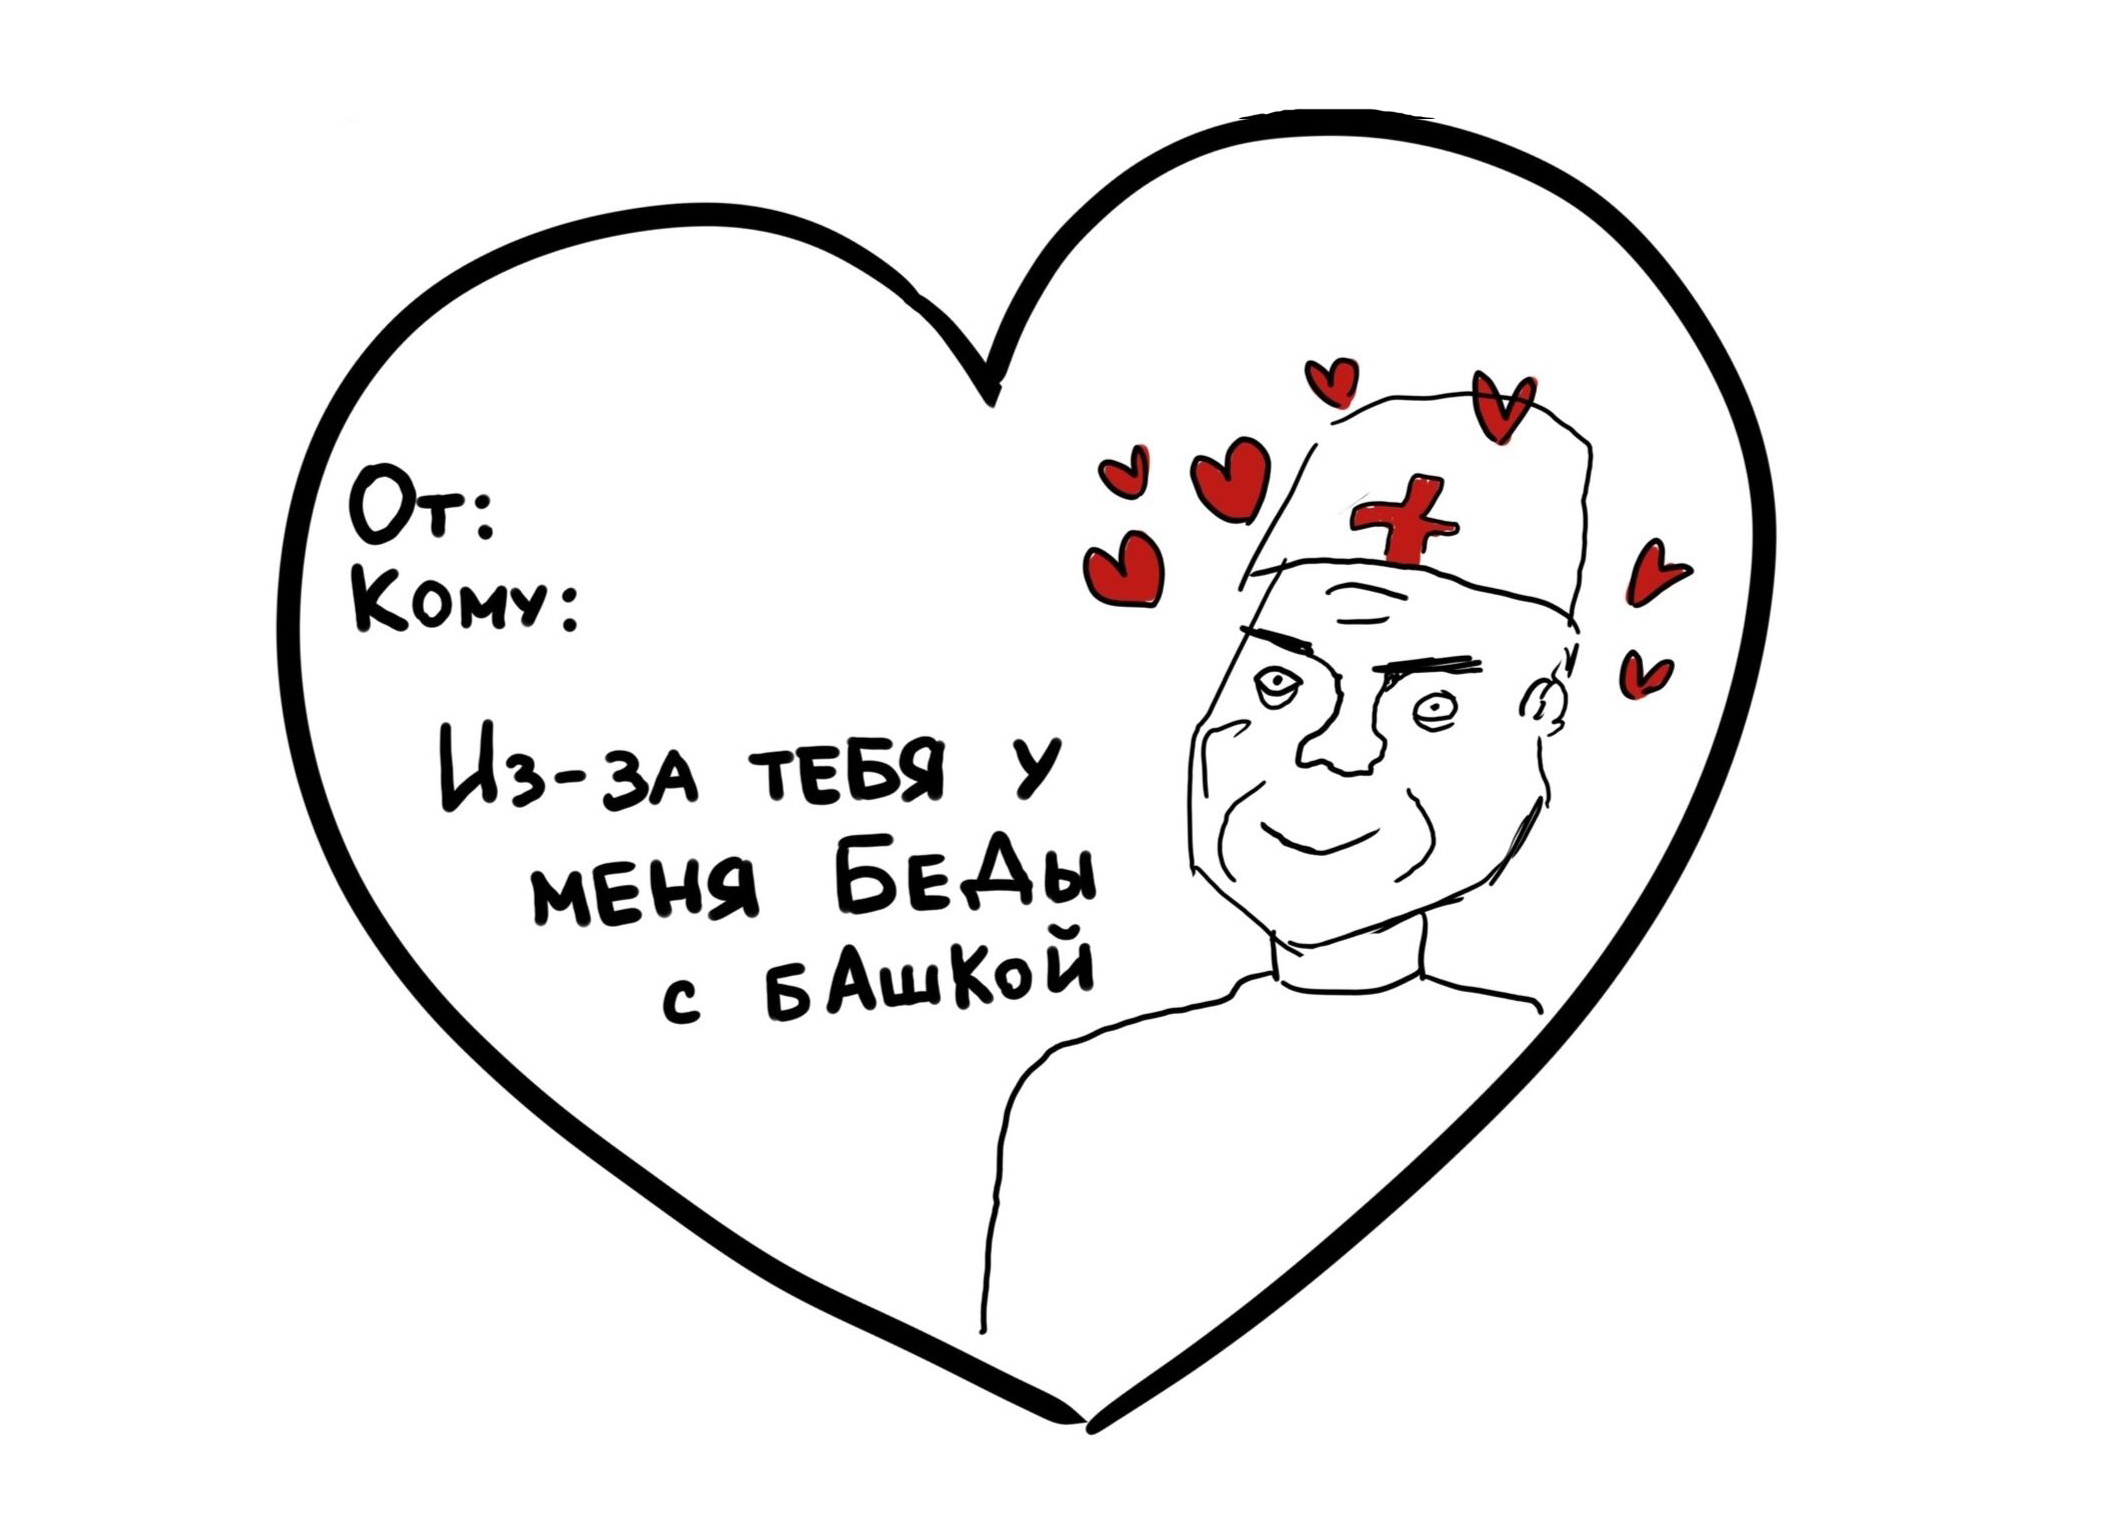 От:
Кому:
Из-за тебя у
меня Беды
с башкой